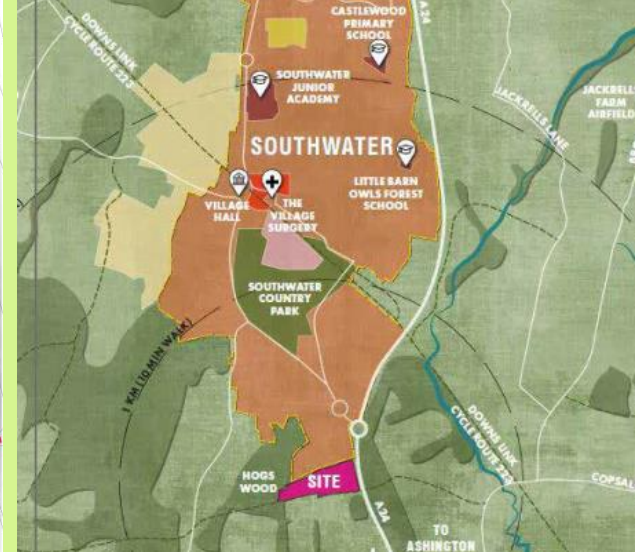 CASTLEWOOD
PRIMARY
SCHOOL
A24
DOWNS LINK
CYCLE ROUTE 223
SOUTHWATER
JUNIOR
ACADEMY
JACKRELLS LANE
JACKRELLS
FARM
AIRFIELD
SOUTHWATER
LITTLE BARN
OWLS FOREST
SCHOOL
VILLAGE
HALL
THE
VILLAGE
SURGERY
SOUTHWATER
COUNTRY
PARK
1 KM (10 MIN WALK)
DOWNS LINK
CYCLE ROUTE 223
HOGS
WOOD
SITE
COPSAL
A24
TO
ASHINGTON